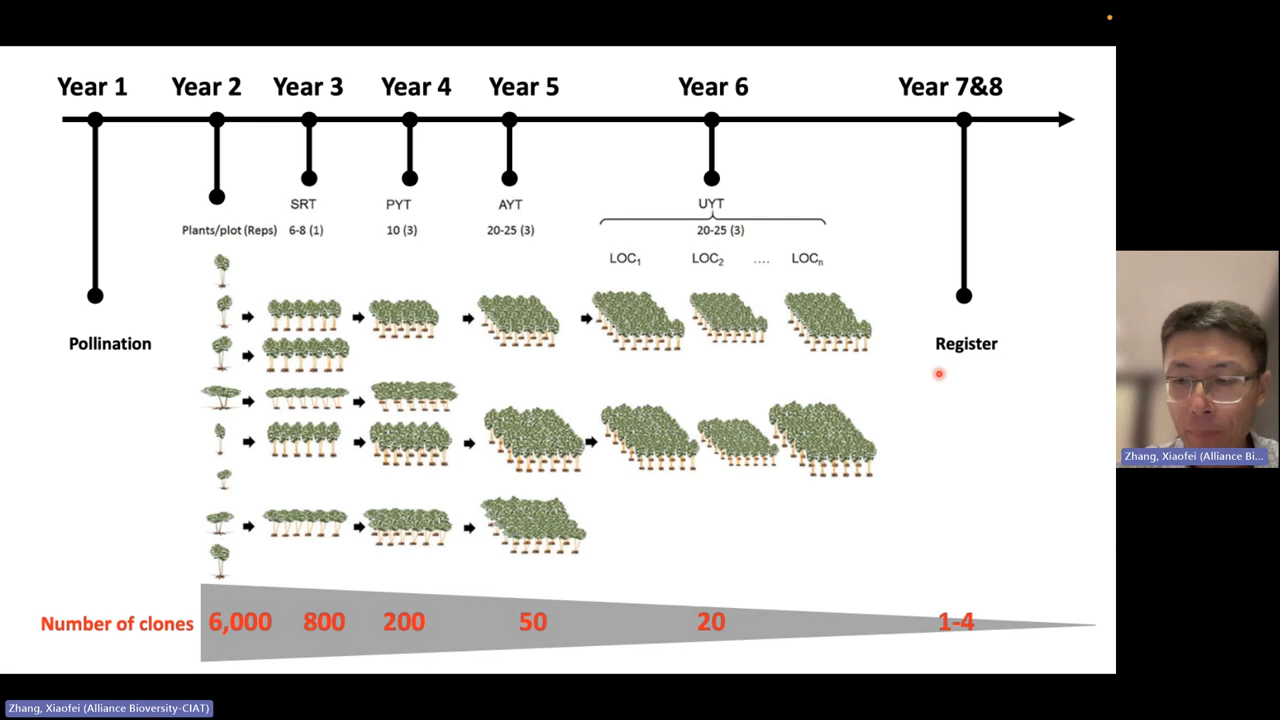 Year 1 Year 2 Year 3 Year 4 Year 5 Year 6 Year 7&8
SRT PYT AYT UYT
Plants/plot (Reps) 6-8 (1) 10 (3) 20-25 (3) 20-25 (3)
LOC1 LOC2 .... LOCn
Pollination
Register
Number of clones 6,000 800 200 50 20 1-4
Zhang, Xiaofei (Alliance Bi...
Zhang, Xiaofei (Alliance Bioversity-CIAT)